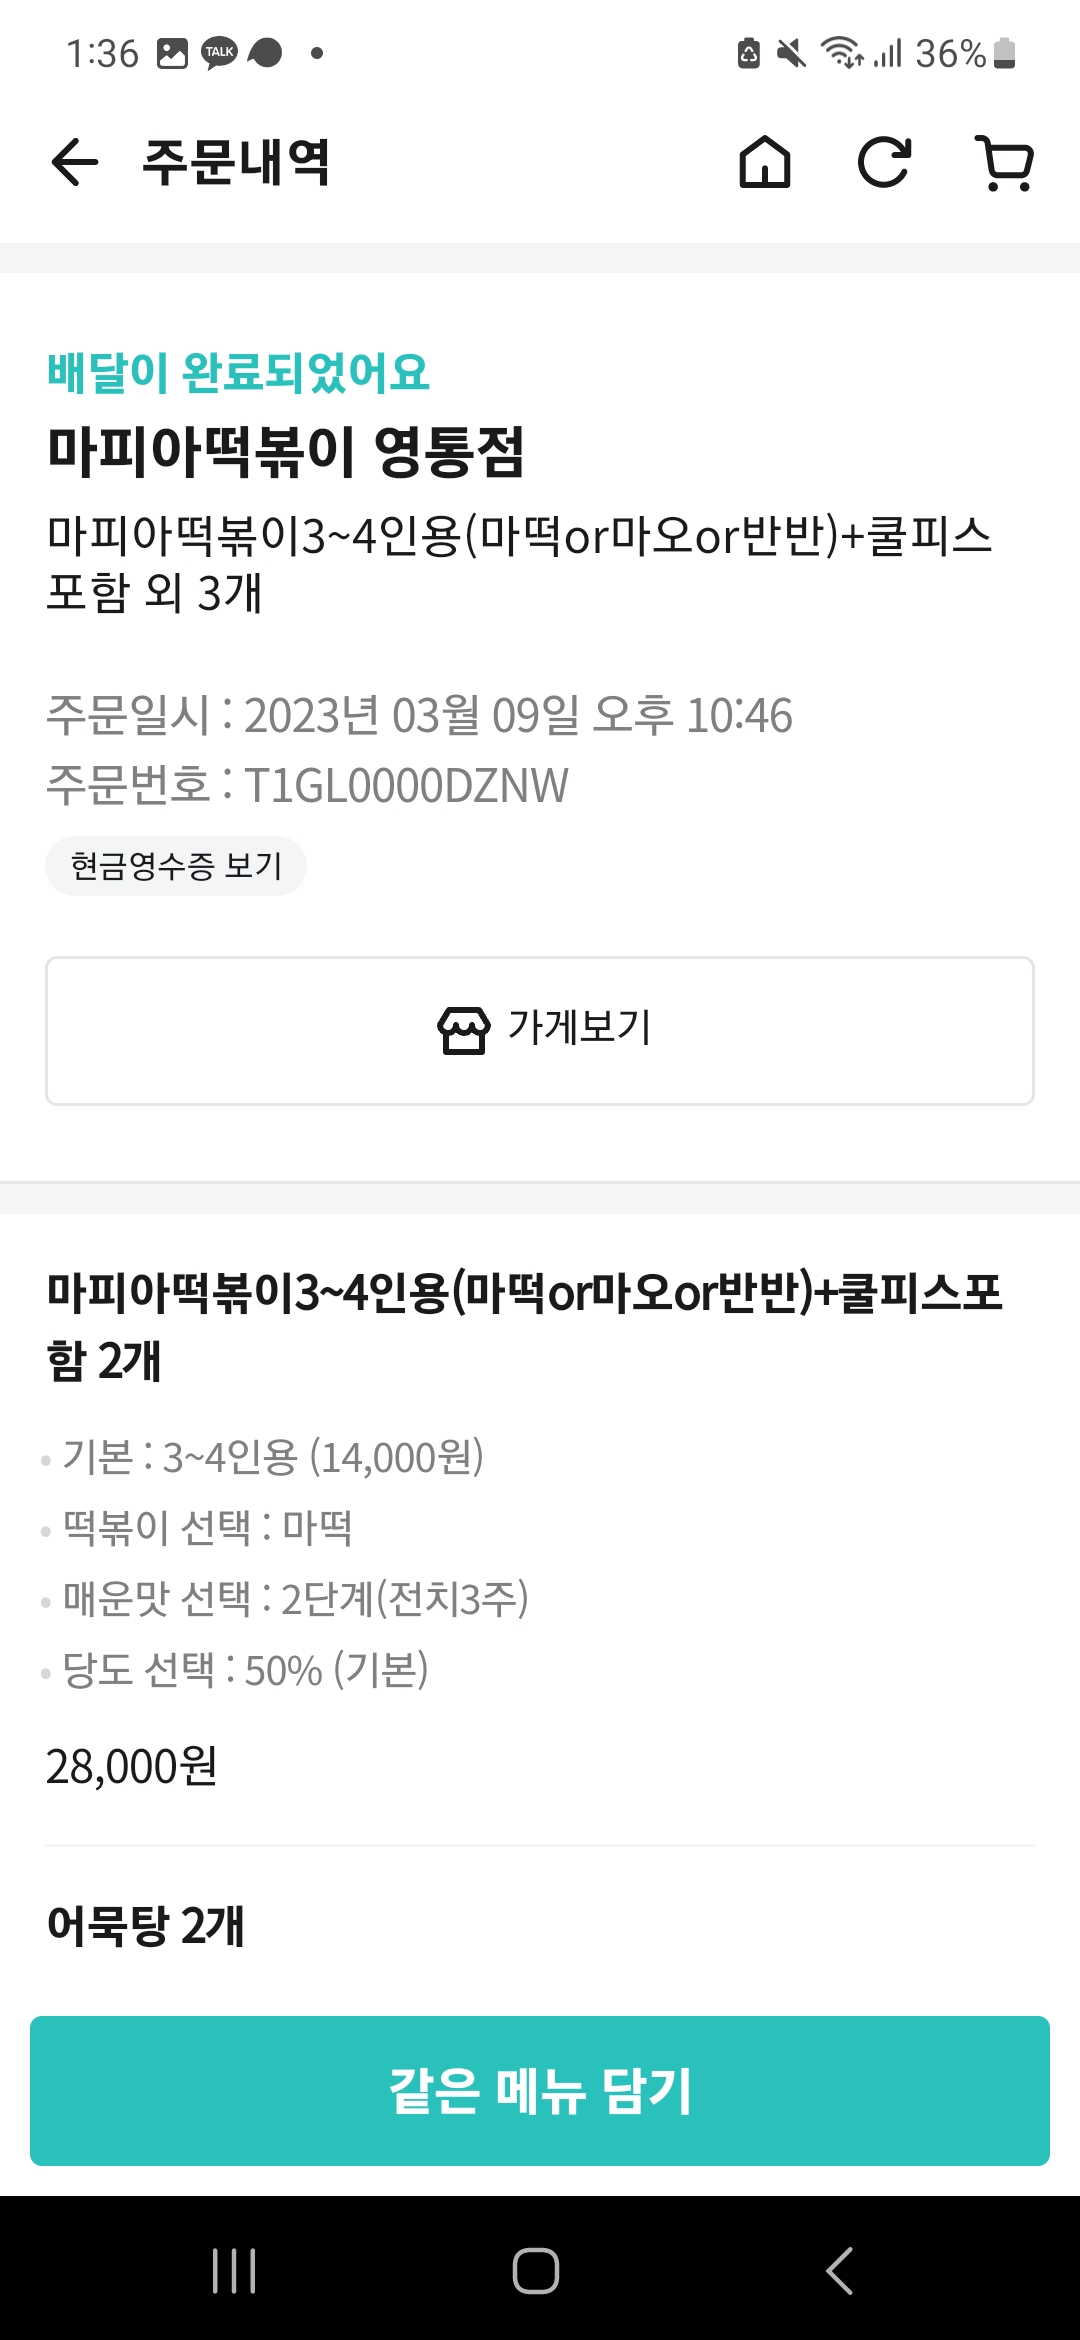 1:36 TALK 36%
주문내역
배달이 완료되었어요
마피아떡볶이 영통점
마피아떡볶이3~4인용(마떡or마오or반반)+쿨피스
포함 외 3개
주문일시 : 2023년 03월 09일 오후 10:46
주문번호 : T1GL0000DZNW
현금영수증 보기
가게보기
마피아떡볶이3~4인용(마떡or마오or반반)+쿨피스포
함 2개
• 기본 : 3~4인용 (14,000원)
• 떡볶이 선택 : 마떡
• 매운맛 선택 : 2단계(전치3주)
• 당도 선택 : 50% (기본)
28,000원
어묵탕 2개
같은 메뉴 담기